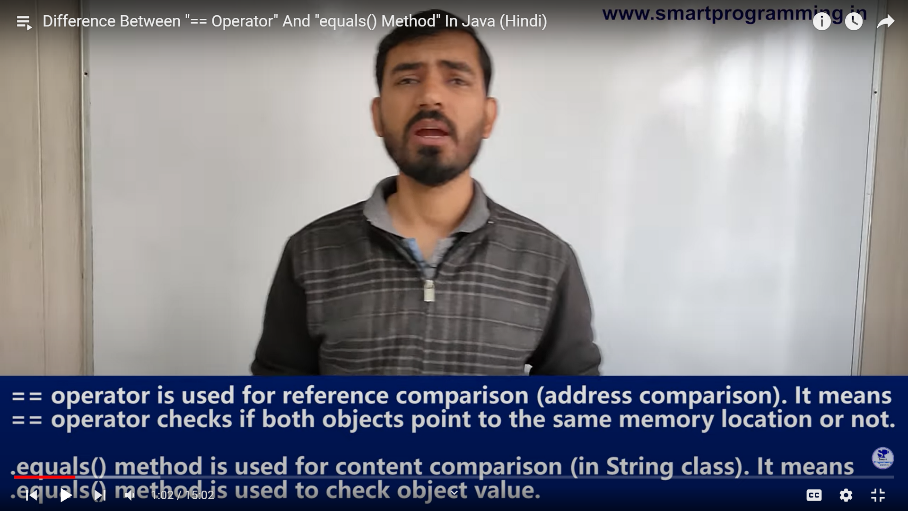 www.smartprogramming.in
Difference Between "== Operator" And "equals() Method" In Java (Hindi)
== operator is used for reference comparison (address comparison). It means
== operator checks if both objects point to the same memory location or not.
.equals() method is used for content comparison (in String class). It means
.equals() method is used to check object value.
1:02 / 15:02
CC